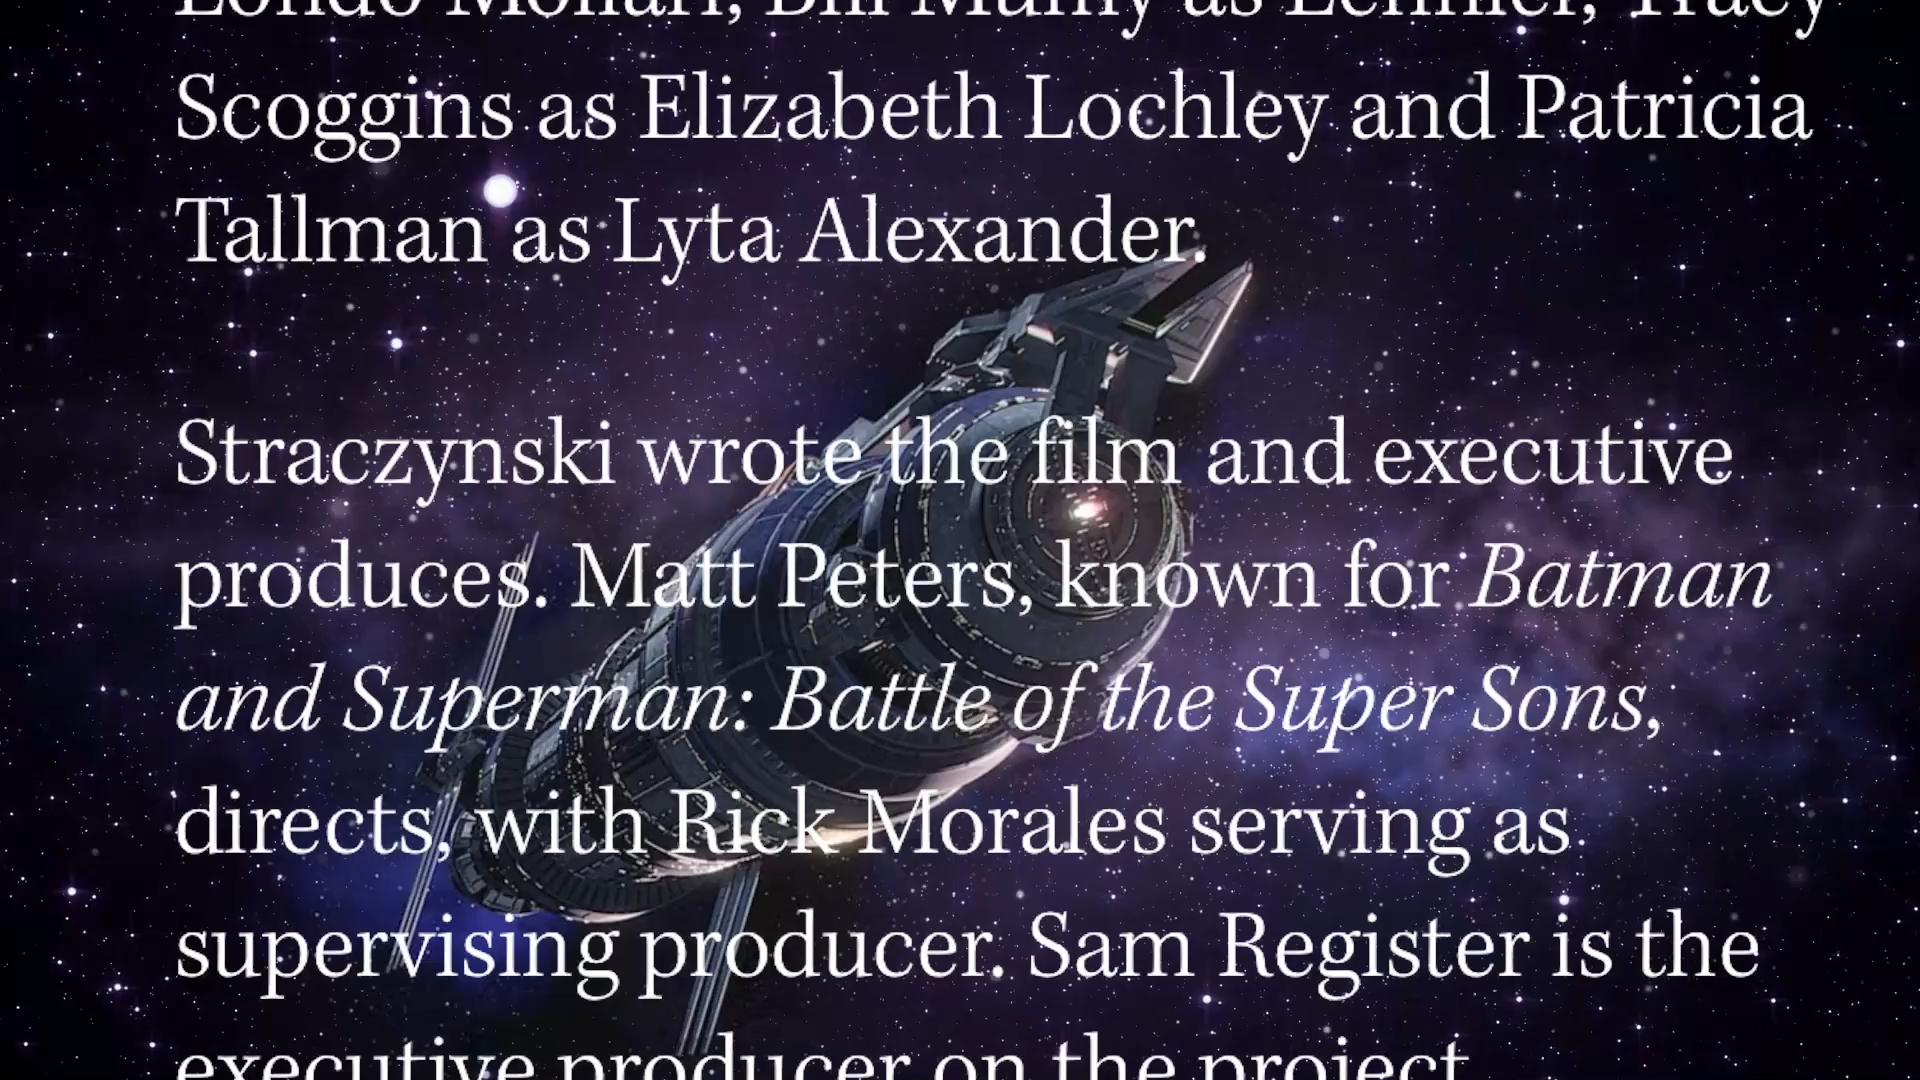 Londo Mollari, Bill Mumy as Lennier, Tracy
Scoggins as Elizabeth Lochley and Patricia
Tallman as Lyta Alexander.
Straczynski wrote the film and executive
produces. Matt Peters, known for Batman
and Superman: Battle of the Super Sons,
directs, with Rick Morales serving as
supervising producer. Sam Register is the
executive producer on the project.